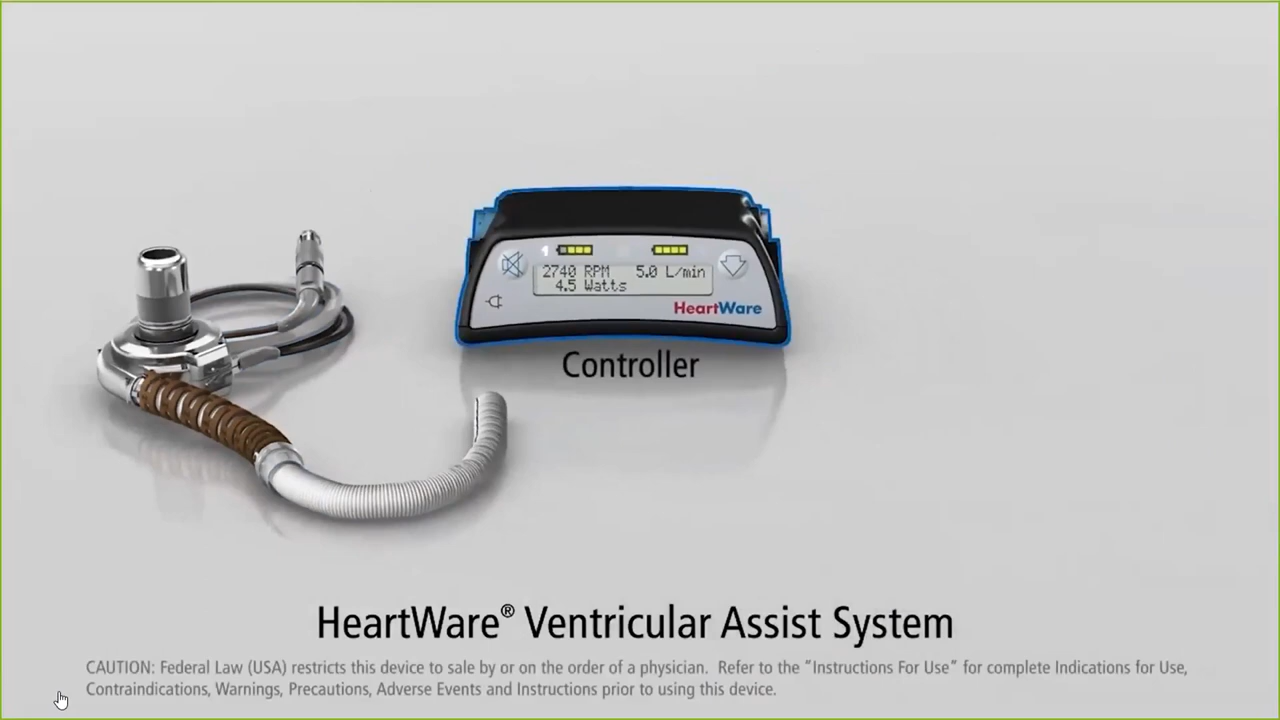 1
2740 RPM 5.0 L/min
4.5 Watts
HeartWare
Controller
HeartWare® Ventricular Assist System
CAUTION: Federal Law (USA) restricts this device to sale by or on the order of a physician. Refer to the "Instructions For Use" for complete Indications for Use,
Contraindications, Warnings, Precautions, Adverse Events and Instructions prior to using this device.